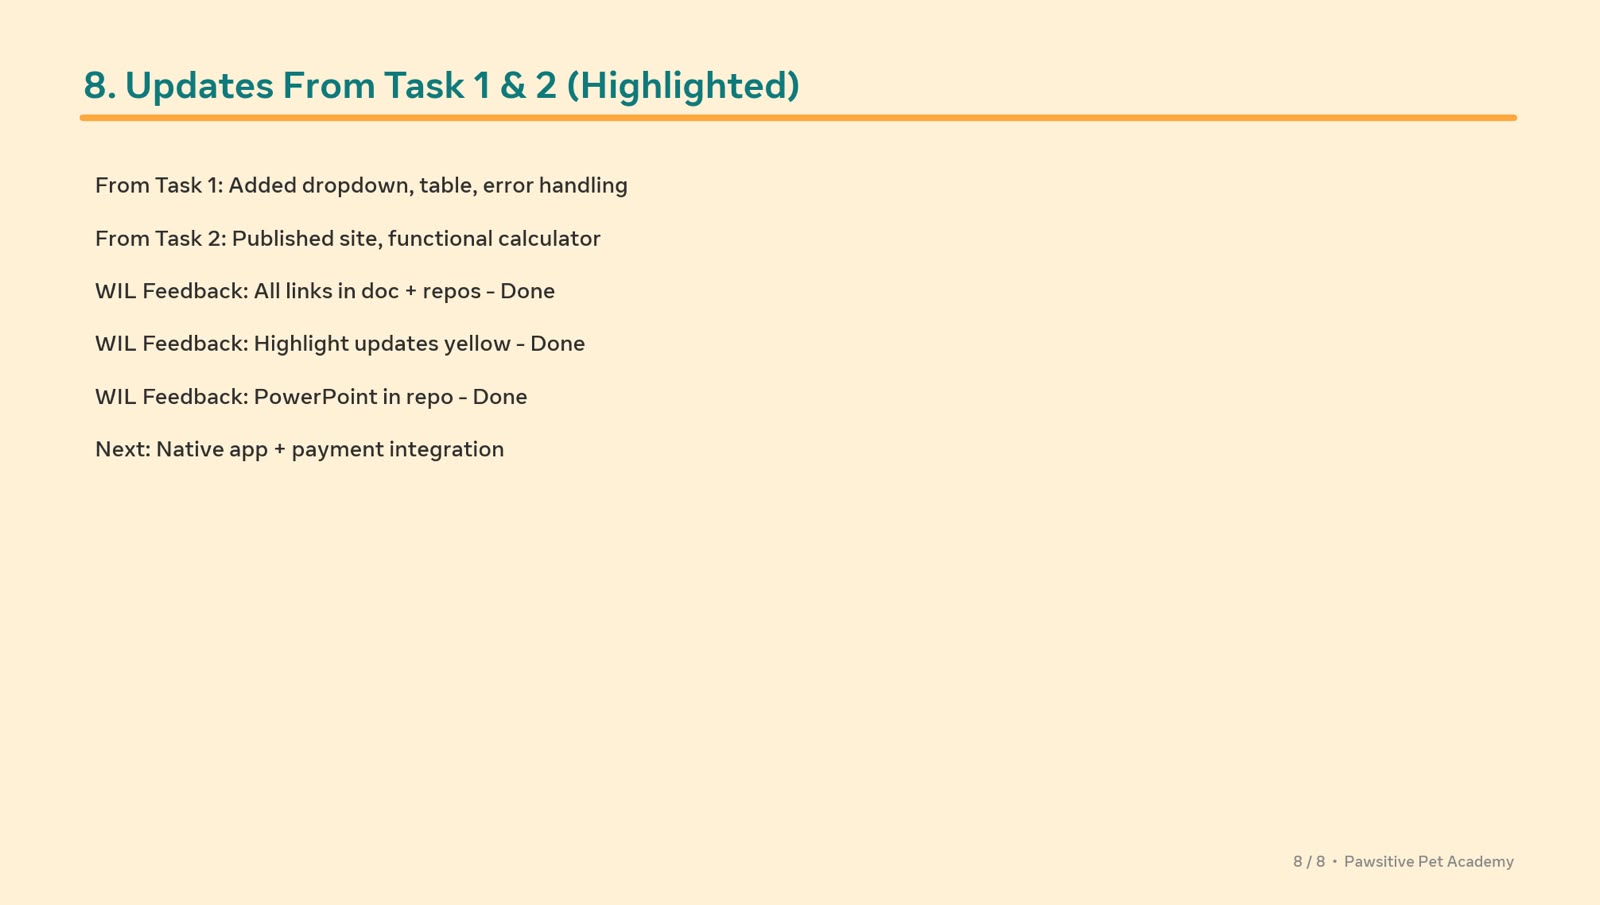 8. Updates From Task 1 & 2 (Highlighted)
From Task 1: Added dropdown, table, error handling
From Task 2: Published site, functional calculator
WIL Feedback: All links in doc + repos - Done
WIL Feedback: Highlight updates yellow - Done
WIL Feedback: PowerPoint in repo - Done
Next: Native app + payment integration
8 / 8 • Pawsitive Pet Academy